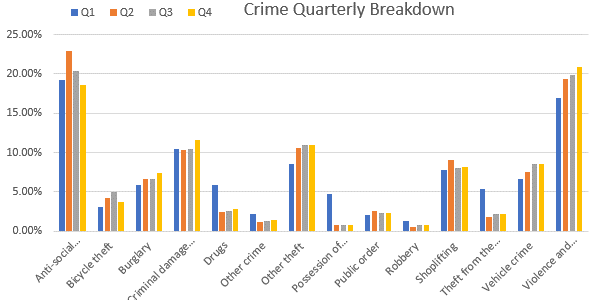 Crime Quarterly Breakdown
Q1 Q2 Q3 Q4
25.00%
20.00%
15.00%
10.00%
5.00%
0.00%
Anti-social...
Bicycle theft
Burglary
Criminal damage...
Drugs
Other crime
Other theft
Possession of...
Public order
Robbery
Shoplifting
Theft from the...
Vehicle crime
Violence and...